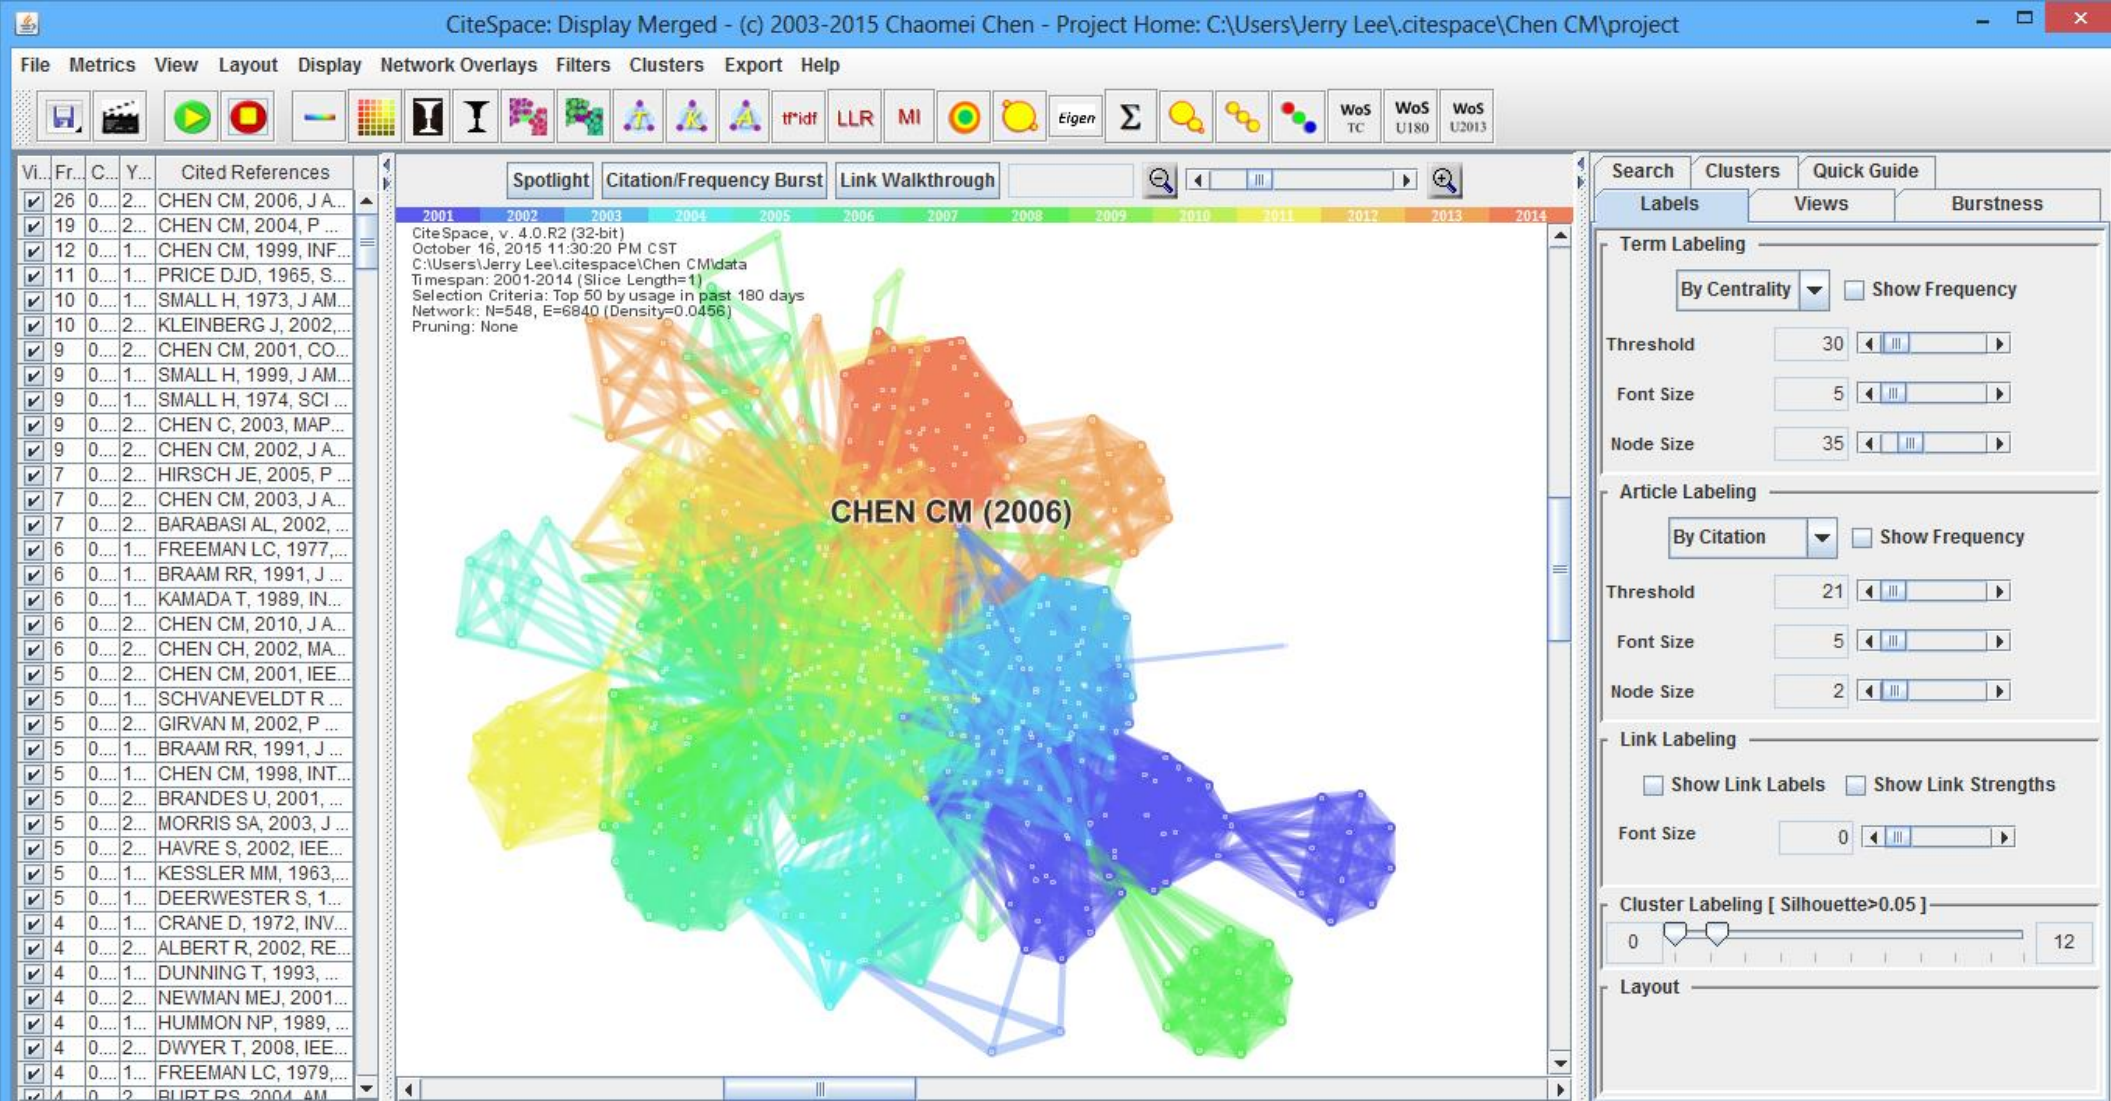 CiteSpace: Display Merged - (c) 2003-2015 Chaomei Chen - Project Home: C:\Users\Jerry Lee\.citespace\Chen CM\project
File Metrics View Layout Display Network Overlays Filters Clusters Export Help
T K A tf*idf LLR MI Eigen Σ WoS TC WoS U180 WoS U2013
Vi... Fr... C... Y... Cited References
26 0.... 2... CHEN CM, 2006, J A...
19 0.... 2... CHEN CM, 2004, P ...
12 0.... 1... CHEN CM, 1999, INF...
11 0.... 1... PRICE DJD, 1965, S...
10 0.... 1... SMALL H, 1973, J AM...
10 0.... 2... KLEINBERG J, 2002,...
9 0.... 2... CHEN CM, 2001, CO...
9 0.... 1... SMALL H, 1999, J AM...
9 0.... 1... SMALL H, 1974, SCI ...
9 0.... 2... CHEN C, 2003, MAP...
9 0.... 2... CHEN CM, 2002, J A...
7 0.... 2... HIRSCH JE, 2005, P ...
7 0.... 2... CHEN CM, 2003, J A...
7 0.... 2... BARABASI AL, 2002, ...
6 0.... 1... FREEMAN LC, 1977,...
6 0.... 1... BRAAM RR, 1991, J ...
6 0.... 1... KAMADA T, 1989, IN...
6 0.... 2... CHEN CM, 2010, J A...
6 0.... 2... CHEN CH, 2002, MA...
5 0.... 2... CHEN CM, 2001, IEE...
5 0.... 1... SCHVANEVELDT R ...
5 0.... 2... GIRVAN M, 2002, P ...
5 0.... 1... BRAAM RR, 1991, J ...
5 0.... 1... CHEN CM, 1998, INT...
5 0.... 2... BRANDES U, 2001, ...
5 0.... 2... MORRIS SA, 2003, J ...
5 0.... 2... HAVRE S, 2002, IEE...
5 0.... 1... KESSLER MM, 1963,...
5 0.... 1... DEERWESTER S, 1...
4 0.... 1... CRANE D, 1972, INV...
4 0.... 2... ALBERT R, 2002, RE...
4 0.... 1... DUNNING T, 1993, ...
4 0.... 2... NEWMAN MEJ, 2001...
4 0.... 1... HUMMON NP, 1989, ...
4 0.... 2... DWYER T, 2008, IEE...
4 0.... 1... FREEMAN LC, 1979,...
4 0 2 BURT RS, 2004, AM
Spotlight Citation/Frequency Burst Link Walkthrough
2001 2002 2003 2004 2005 2006 2007 2008 2009 2010 2011 2012 2013 2014
CiteSpace, v. 4.0.R2 (32-bit)
October 16, 2015 11:30:20 PM CST
C:\Users\Jerry Lee\.citespace\Chen CM\data
Timespan: 2001-2014 (Slice Length=1)
Selection Criteria: Top 50 by usage in past 180 days
Network: N=548, E=6840 (Density=0.0456)
Pruning: None
CHEN CM (2006)
Search Clusters Quick Guide
Labels Views Burstness
Term Labeling
By Centrality Show Frequency
Threshold 30
Font Size 5
Node Size 35
Article Labeling
By Citation Show Frequency
Threshold 21
Font Size 5
Node Size 2
Link Labeling
Show Link Labels Show Link Strengths
Font Size 0
Cluster Labeling [ Silhouette>0.05 ]
0 12
Layout